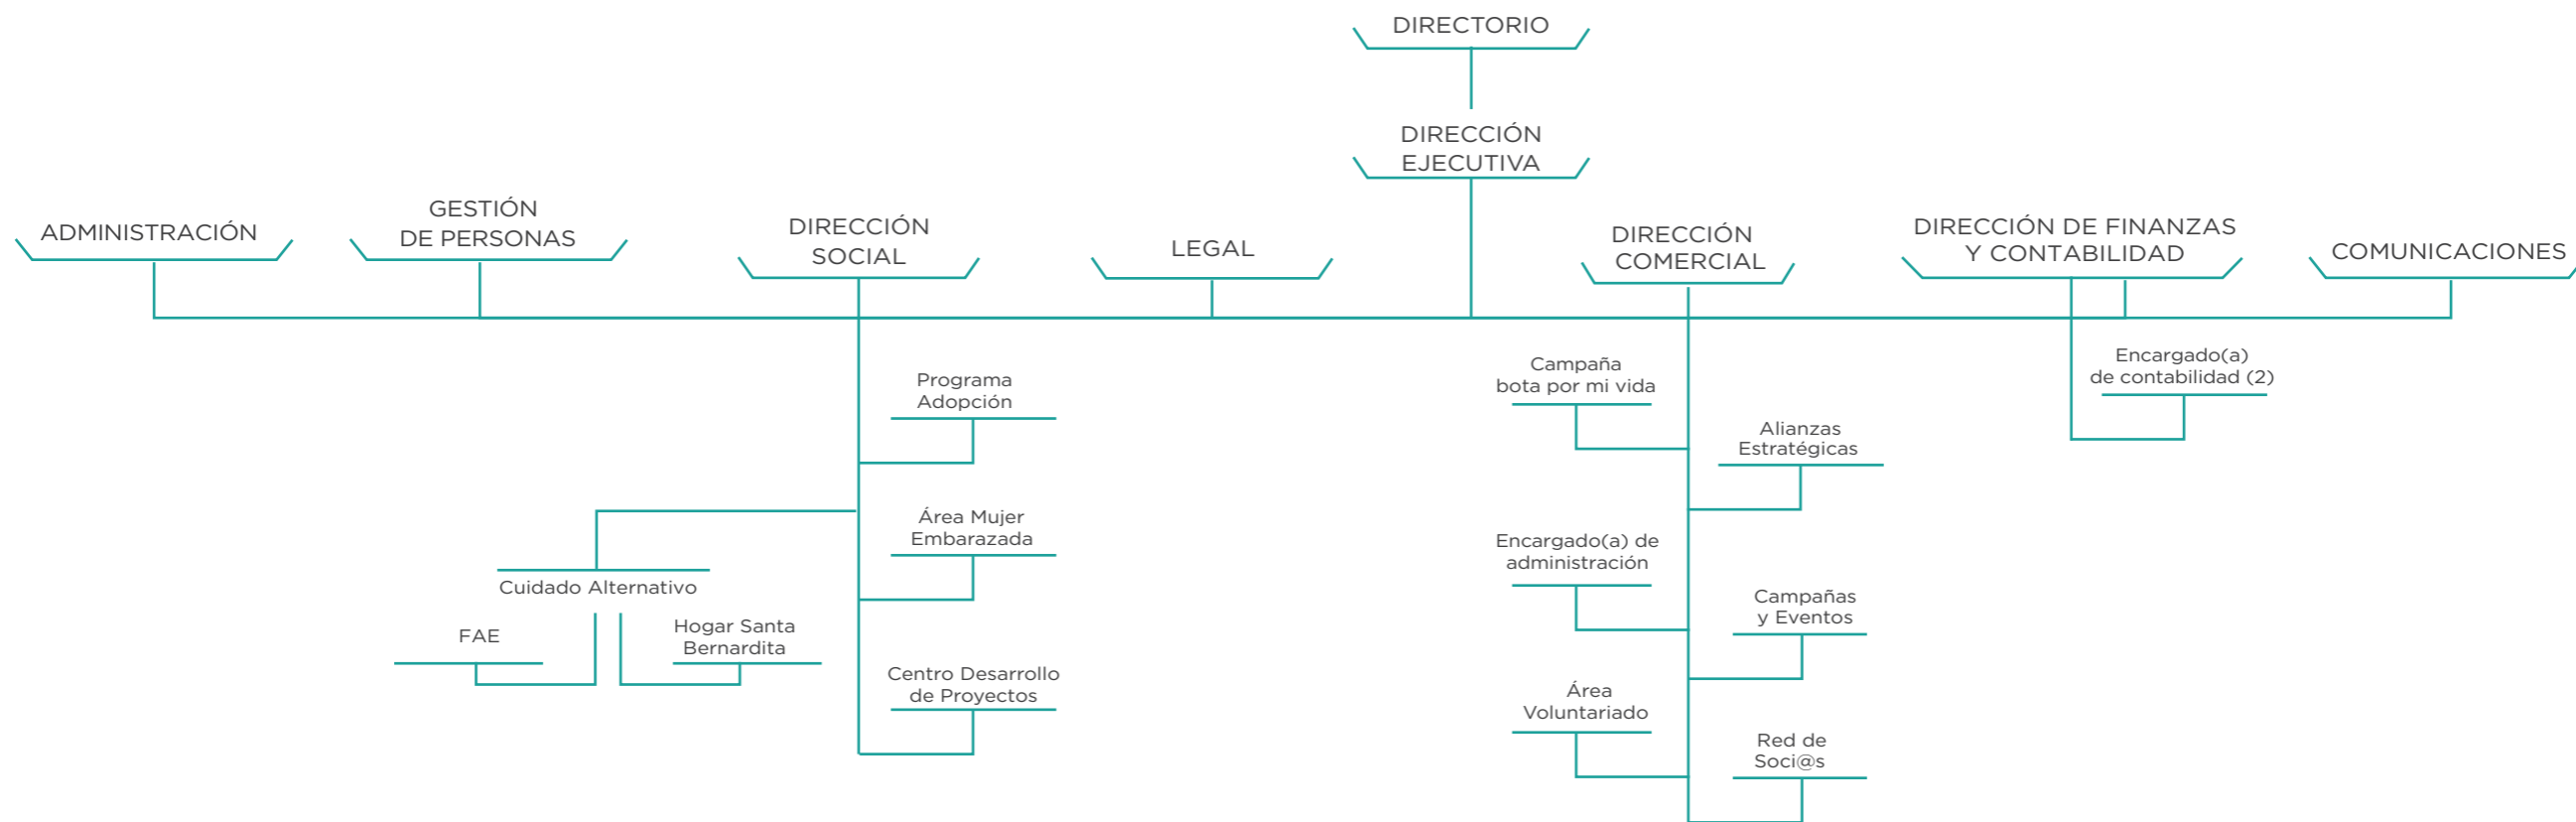 DIRECTORIO
DIRECCIÓN
EJECUTIVA
ADMINISTRACIÓN
GESTIÓN
DE PERSONAS
DIRECCIÓN
SOCIAL
LEGAL
DIRECCIÓN
COMERCIAL
DIRECCIÓN DE FINANZAS
Y CONTABILIDAD
COMUNICACIONES
Programa
Adopción
Área Mujer
Embarazada
Cuidado Alternativo
FAE
Hogar Santa
Bernardita
Centro Desarrollo
de Proyectos
Campaña
bota por mi vida
Alianzas
Estratégicas
Encargado(a) de
administración
Campañas
y Eventos
Área
Voluntariado
Red de
Soci@s
Encargado(a)
de contabilidad (2)